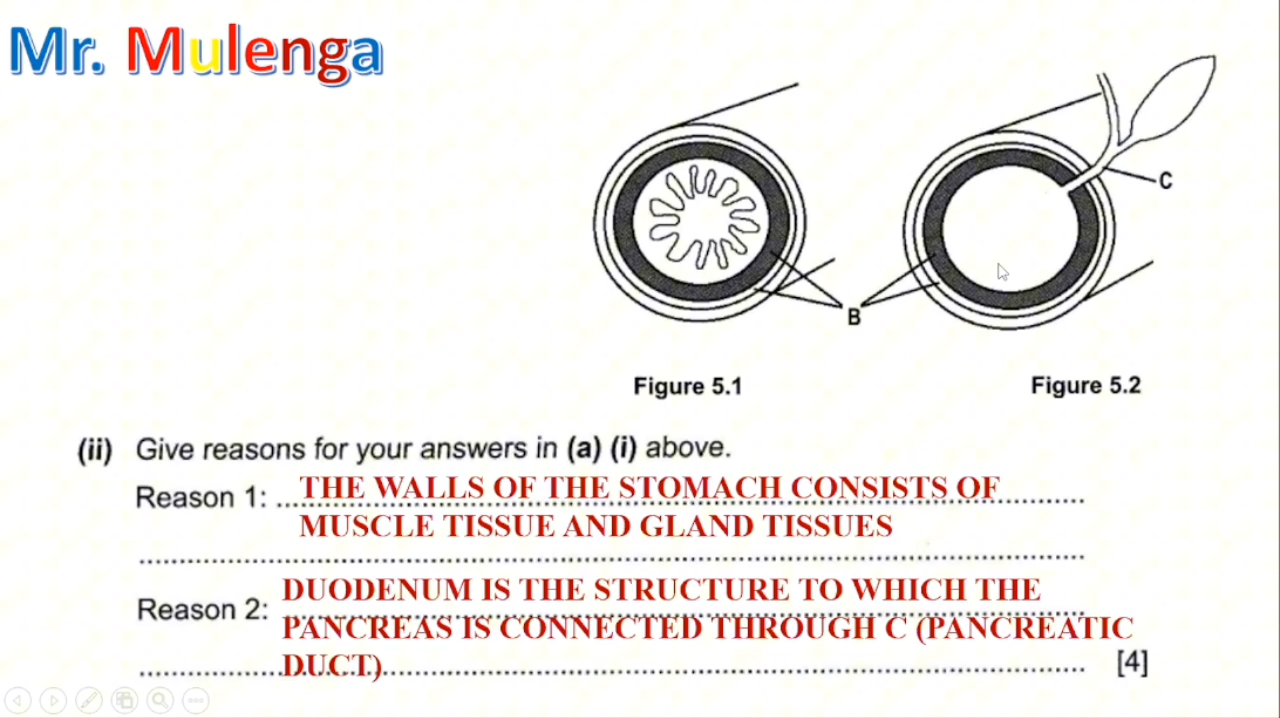 Mr. Mulenga
C
B
Figure 5.1
Figure 5.2
(ii) Give reasons for your answers in (a) (i) above.
Reason 1: THE WALLS OF THE STOMACH CONSISTS OF
MUSCLE TISSUE AND GLAND TISSUES
Reason 2: DUODENUM IS THE STRUCTURE TO WHICH THE
PANCREAS IS CONNECTED THROUGH C (PANCREATIC
DUCT) [4]